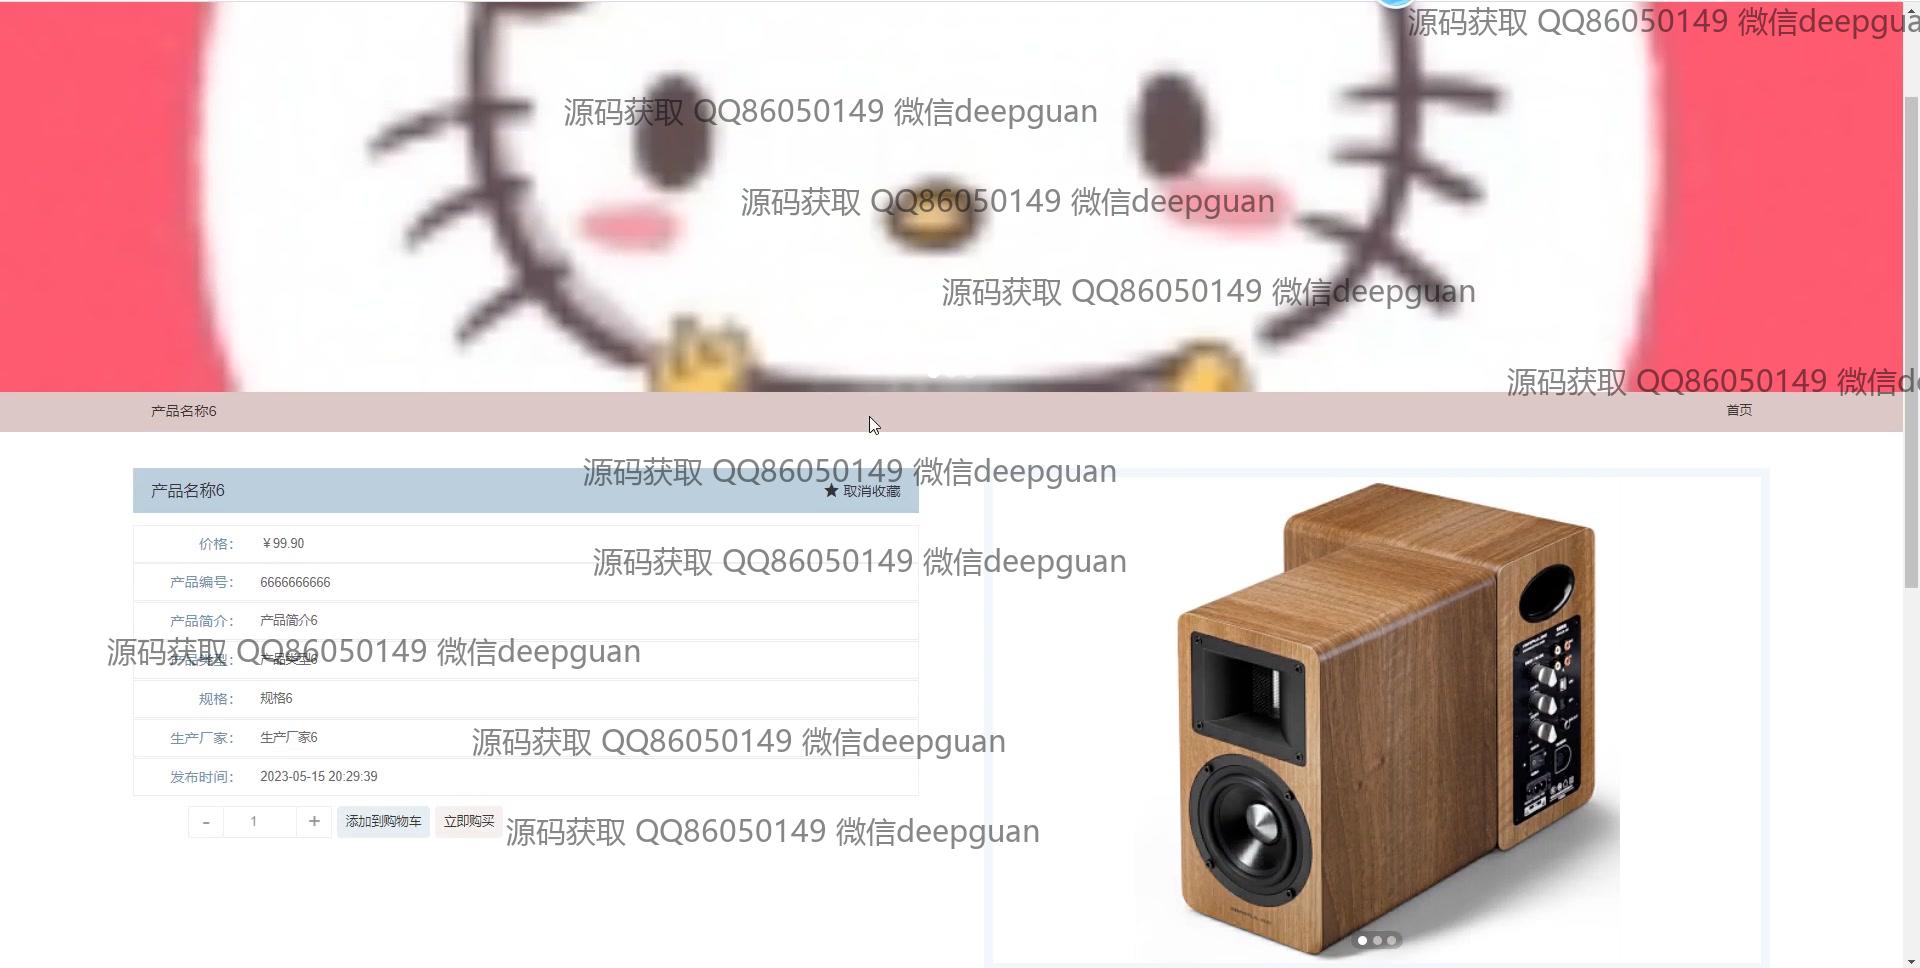 源码获取 QQ86050149 微信deepgua
源码获取 QQ86050149 微信deepguan
源码获取 QQ86050149 微信deepguan
源码获取 QQ86050149 微信deepguan
源码获取 QQ86050149 微信d
产品名称6 首页
源码获取 QQ86050149 微信deepguan
产品名称6 ★ 取消收藏
价格： ￥99.90
源码获取 QQ86050149 微信deepguan
产品编号： 6666666666
产品简介： 产品简介6
源码获取 QQ86050149 微信deepguan
产品类型： 产品类型6
规格： 规格6
生产厂家： 生产厂家6
源码获取 QQ86050149 微信deepguan
发布时间： 2023-05-15 20:29:39
- 1 + 添加到购物车 立即购买
源码获取 QQ86050149 微信deepguan